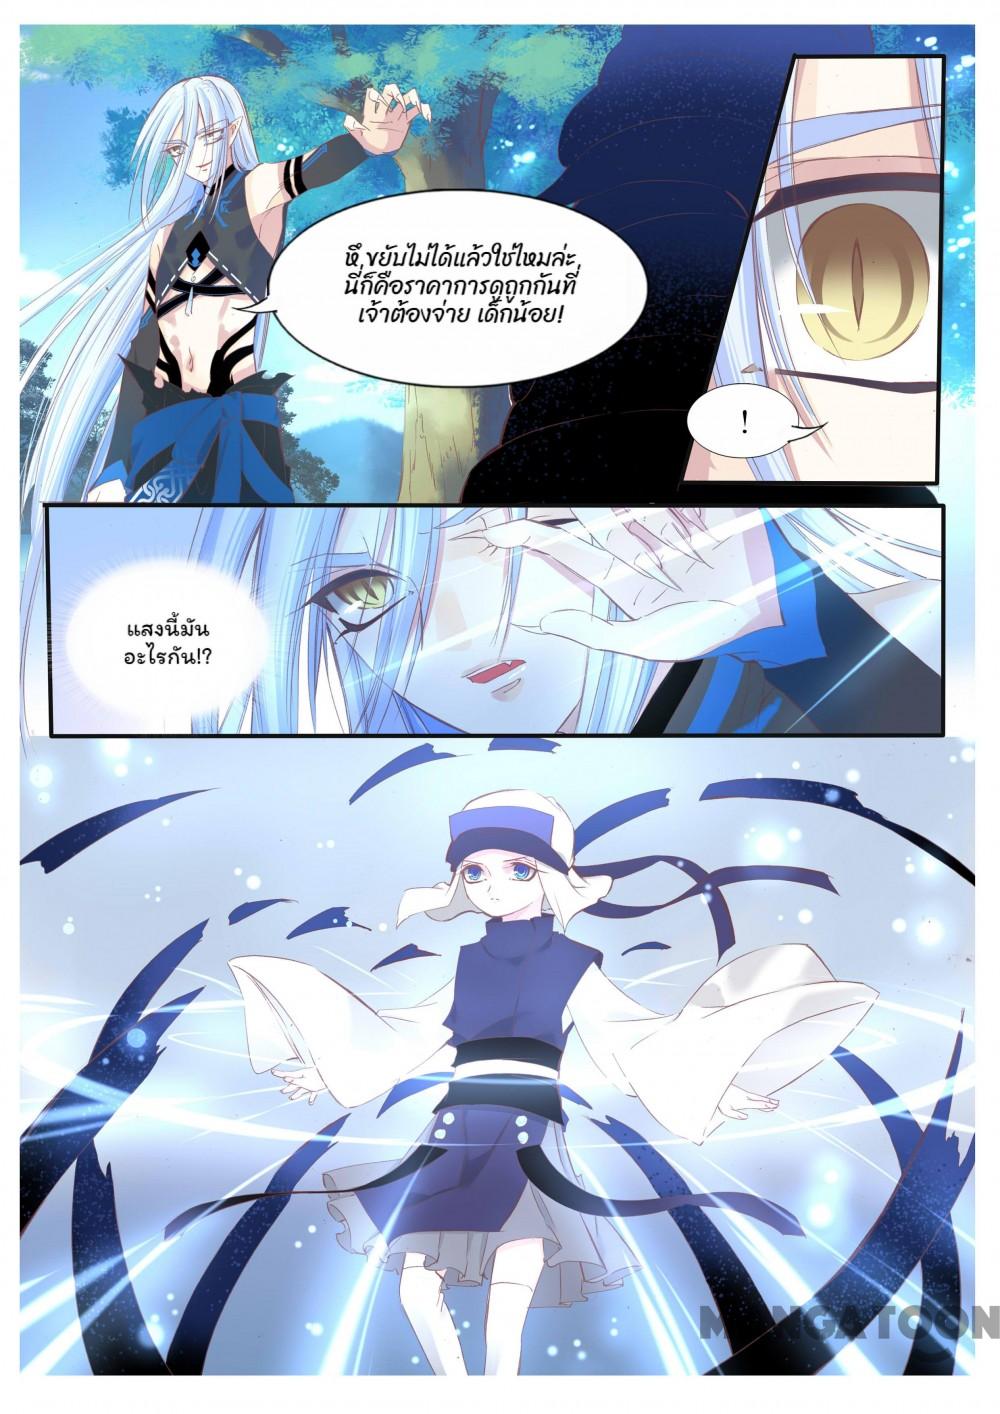 หึ ขยับไม่ได้แล้วใช่ไหมล่ะ
นี่ก็คือราคาการดูถูกกันที่
เจ้าต้องจ่าย เด็กน้อย!
!
แสงนี้มัน
อะไรกัน!?
MANGATOON